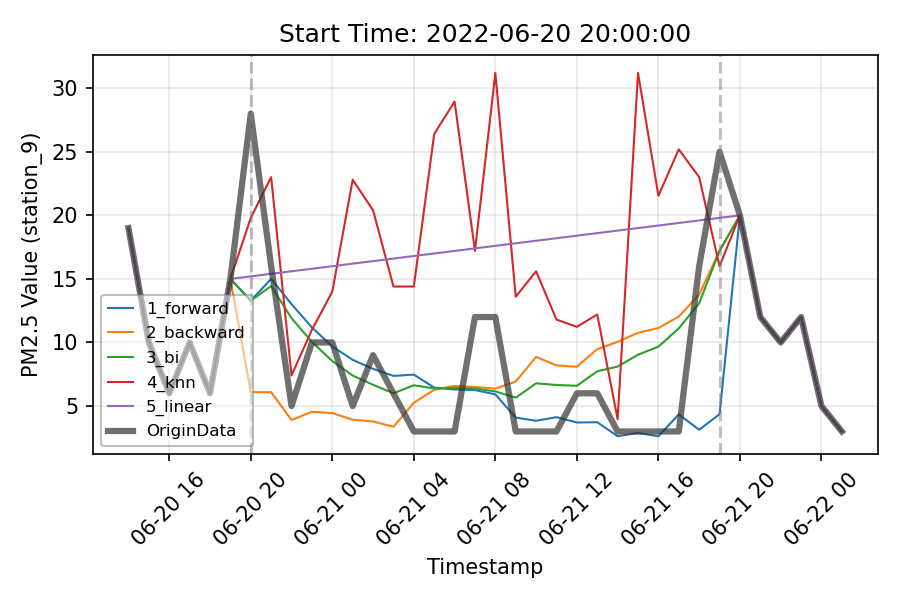 Start Time: 2022-06-20 20:00:00
PM2.5 Value (station_9)
30
25
20
15
10
5
1_forward
2_backward
3_bi
4_knn
5_linear
OriginData
06-20 16
06-20 20
06-21 00
06-21 04
06-21 08
06-21 12
06-21 16
06-21 20
06-22 00
Timestamp